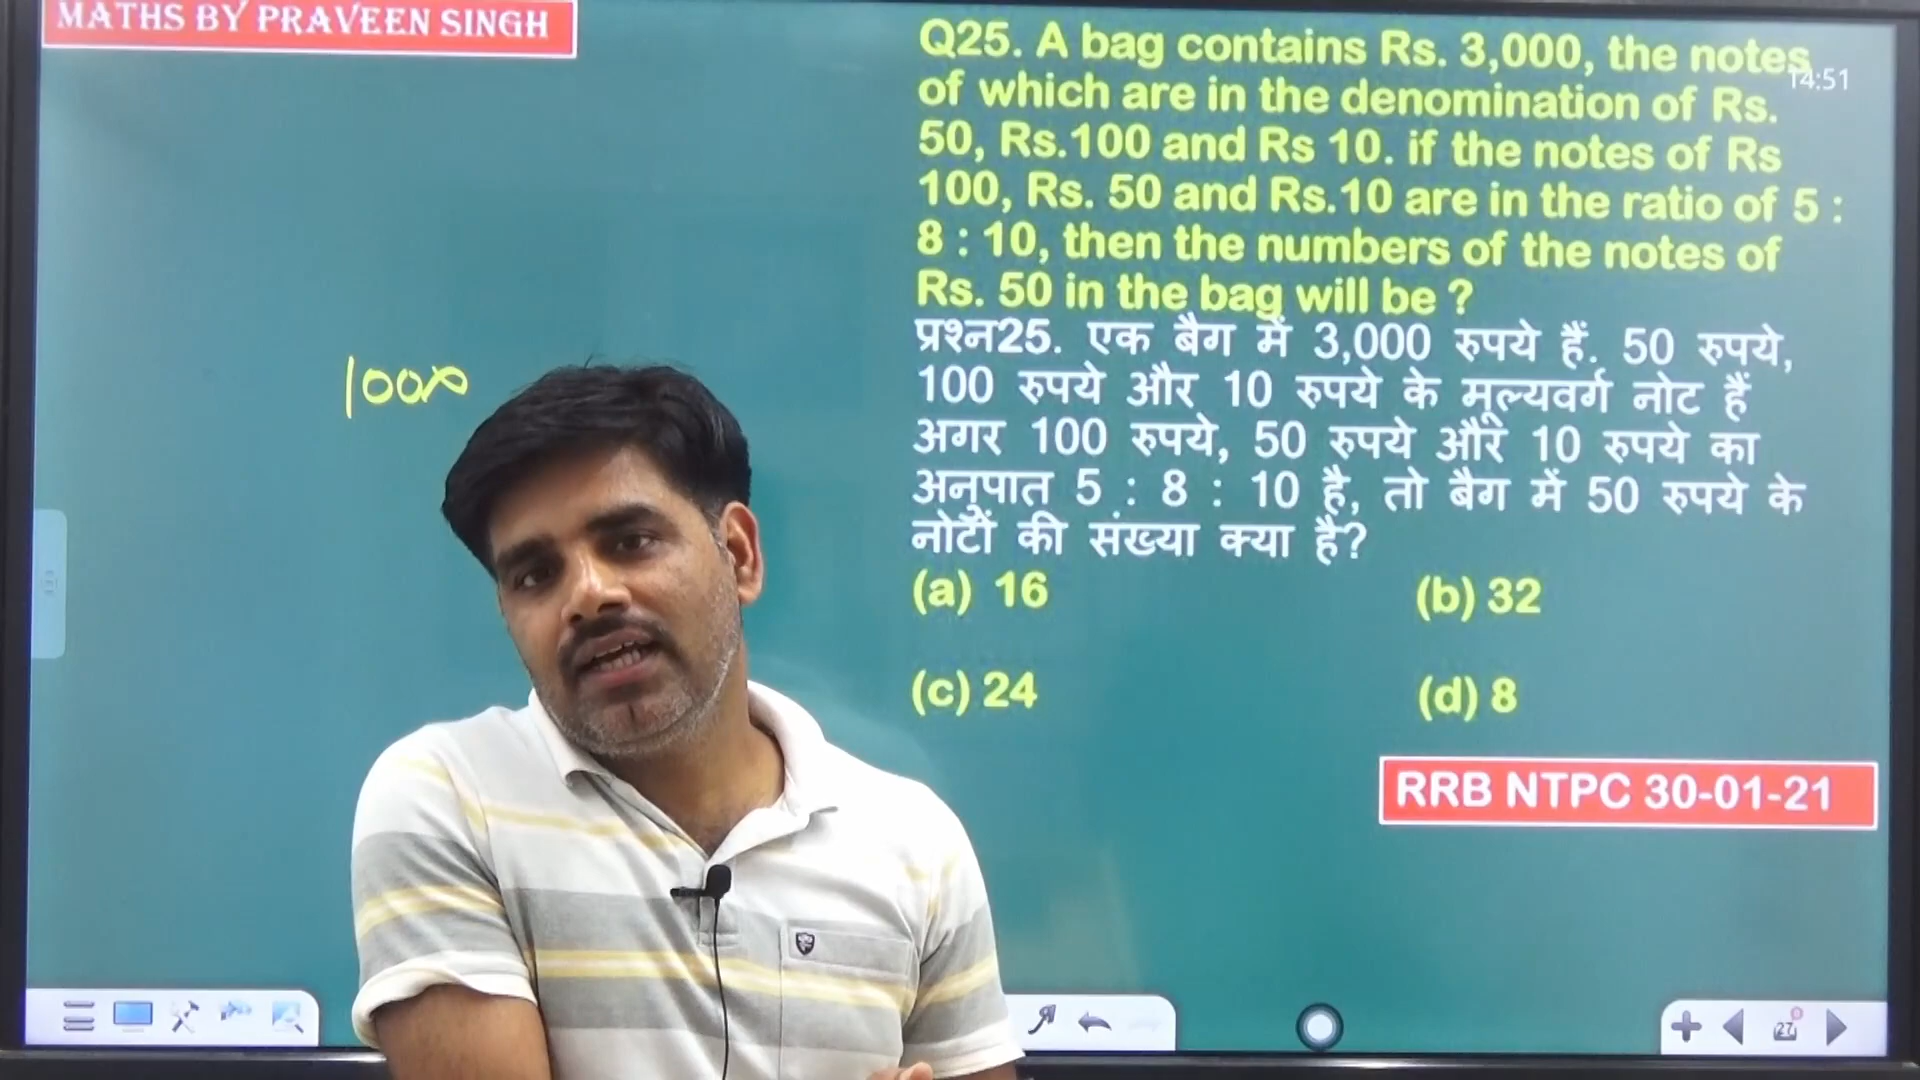 MATHS BY PRAVEEN SINGH
Q25. A bag contains Rs. 3,000, the notes
14:51
of which are in the denomination of Rs.
50, Rs.100 and Rs 10. if the notes of Rs
100, Rs. 50 and Rs.10 are in the ratio of 5 :
8 : 10, then the numbers of the notes of
Rs. 50 in the bag will be ?
प्रश्न25. एक बैग में 3,000 रुपये हैं. 50 रुपये,
100 रुपये और 10 रुपये के मूल्यवर्ग नोट हैं
अगर 100 रुपये, 50 रुपये और 10 रुपये का
अनुपात 5 : 8 : 10 है, तो बैग में 50 रुपये के
नोटों की संख्या क्या है?
(a) 16
(b) 32
(c) 24
(d) 8
RRB NTPC 30-01-21
27